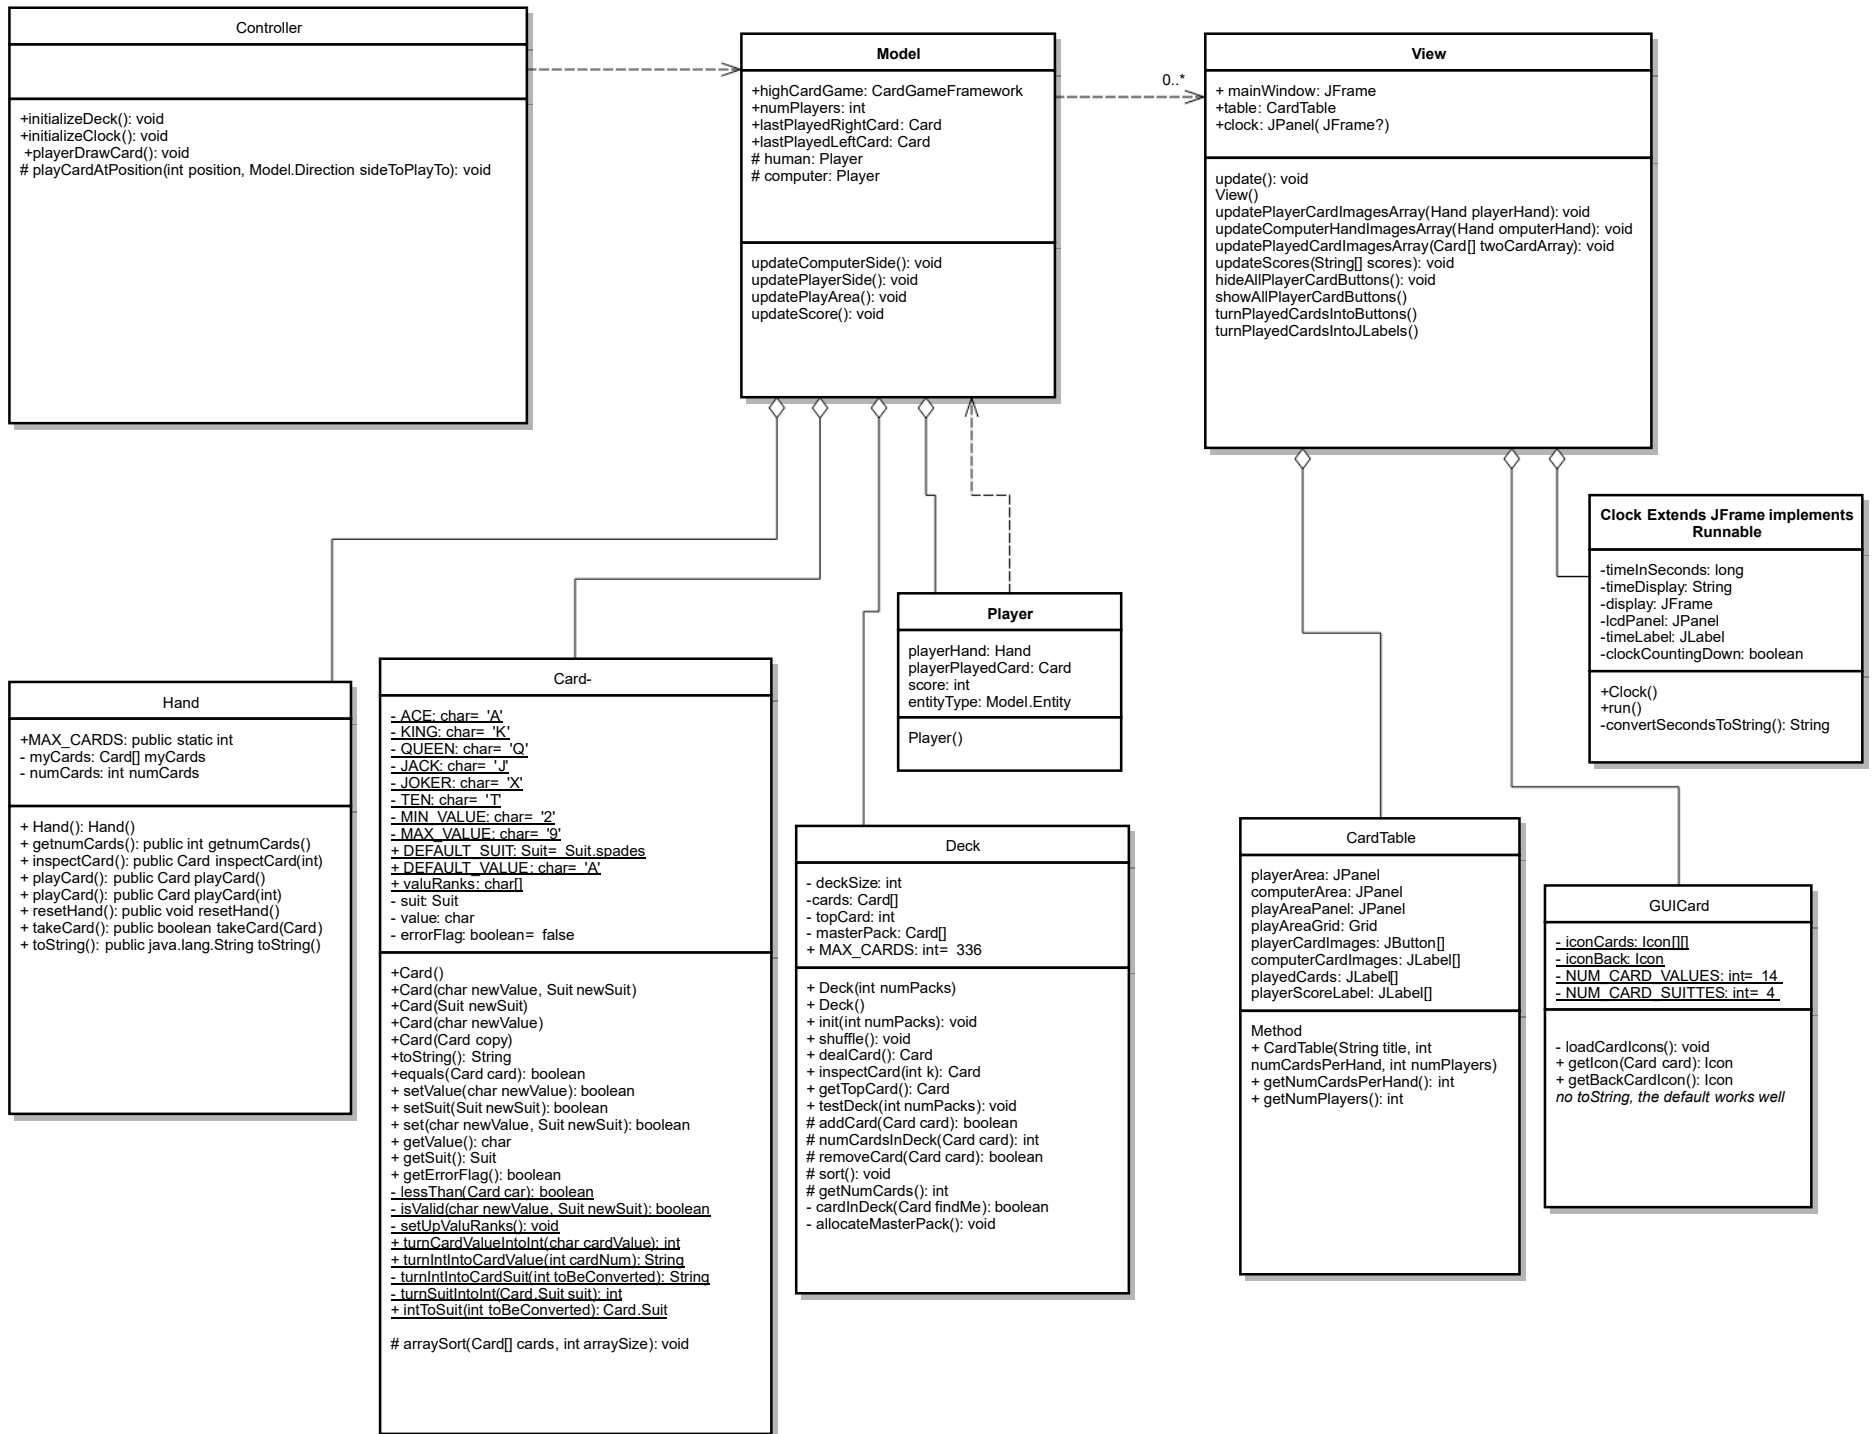 Controller
+initializeDeck(): void
+initializeClock(): void
+playerDrawCard(): void
# playCardAtPosition(int position, Model.Direction sideToPlayTo): void
Model
+highCardGame: CardGameFramework
+numPlayers: int
+lastPlayedRightCard: Card
+lastPlayedLeftCard: Card
# human: Player
# computer: Player
updateComputerSide(): void
updatePlayerSide(): void
updatePlayArea(): void
updateScore(): void
0..*
View
+ mainWindow: JFrame
+table: CardTable
+clock: JPanel( JFrame?)
update(): void
View()
updatePlayerCardImagesArray(Hand playerHand): void
updateComputerHandImagesArray(Hand omputerHand): void
updatePlayedCardImagesArray(Card[] twoCardArray): void
updateScores(String[] scores): void
hideAllPlayerCardButtons(): void
showAllPlayerCardButtons()
turnPlayedCardsIntoButtons()
turnPlayedCardsIntoJLabels()
Clock Extends JFrame implements
Runnable
-timeInSeconds: long
-timeDisplay: String
-display: JFrame
-lcdPanel: JPanel
-timeLabel: JLabel
-clockCountingDown: boolean
+Clock()
+run()
-convertSecondsToString(): String
Player
playerHand: Hand
playerPlayedCard: Card
score: int
entityType: Model.Entity
Player()
Hand
+MAX_CARDS: public static int
- myCards: Card[] myCards
- numCards: int numCards
+ Hand(): Hand()
+ getnumCards(): public int getnumCards()
+ inspectCard(): public Card inspectCard(int)
+ playCard(): public Card playCard()
+ playCard(): public Card playCard(int)
+ resetHand(): public void resetHand()
+ takeCard(): public boolean takeCard(Card)
+ toString(): public java.lang.String toString()
Card-
- ACE: char= 'A'
- KING: char= 'K'
- QUEEN: char= 'Q'
- JACK: char= 'J'
- JOKER: char= 'X'
- TEN: char= 'T'
- MIN_VALUE: char= '2'
- MAX_VALUE: char= '9'
+ DEFAULT_SUIT: Suit= Suit.spades
+ DEFAULT_VALUE: char= 'A'
+ valuRanks: char[]
- suit: Suit
- value: char
- errorFlag: boolean= false
+Card()
+Card(char newValue, Suit newSuit)
+Card(Suit newSuit)
+Card(char newValue)
+Card(Card copy)
+toString(): String
+equals(Card card): boolean
+ setValue(char newValue): boolean
+ setSuit(Suit newSuit): boolean
+ set(char newValue, Suit newSuit): boolean
+ getValue(): char
+ getSuit(): Suit
+ getErrorFlag(): boolean
- lessThan(Card car): boolean
- isValid(char newValue, Suit newSuit): boolean
- setUpValuRanks(): void
+ turnCardValueIntoInt(char cardValue): int
+ turnIntIntoCardValue(int cardNum): String
- turnIntIntoCardSuit(int toBeConverted): String
- turnSuitIntoInt(Card.Suit suit): int
+ intToSuit(int toBeConverted): Card.Suit
# arraySort(Card[] cards, int arraySize): void
Deck
- deckSize: int
-cards: Card[]
- topCard: int
- masterPack: Card[]
+ MAX_CARDS: int= 336
+ Deck(int numPacks)
+ Deck()
+ init(int numPacks): void
+ shuffle(): void
+ dealCard(): Card
+ inspectCard(int k): Card
+ getTopCard(): Card
+ testDeck(int numPacks): void
# addCard(Card card): boolean
# numCardsInDeck(Card card): int
# removeCard(Card card): boolean
# sort(): void
# getNumCards(): int
- cardInDeck(Card findMe): boolean
- allocateMasterPack(): void
CardTable
playerArea: JPanel
computerArea: JPanel
playAreaPanel: JPanel
playAreaGrid: Grid
playerCardImages: JButton[]
computerCardImages: JLabel[]
playedCards: JLabel[]
playerScoreLabel: JLabel[]
Method
+ CardTable(String title, int
numCardsPerHand, int numPlayers)
+ getNumCardsPerHand(): int
+ getNumPlayers(): int
GUICard
- iconCards: Icon[][]
- iconBack: Icon
- NUM_CARD_VALUES: int= 14
- NUM_CARD_SUITTES: int= 4
- loadCardIcons(): void
+ getIcon(Card card): Icon
+ getBackCardIcon(): Icon
no toString, the default works well